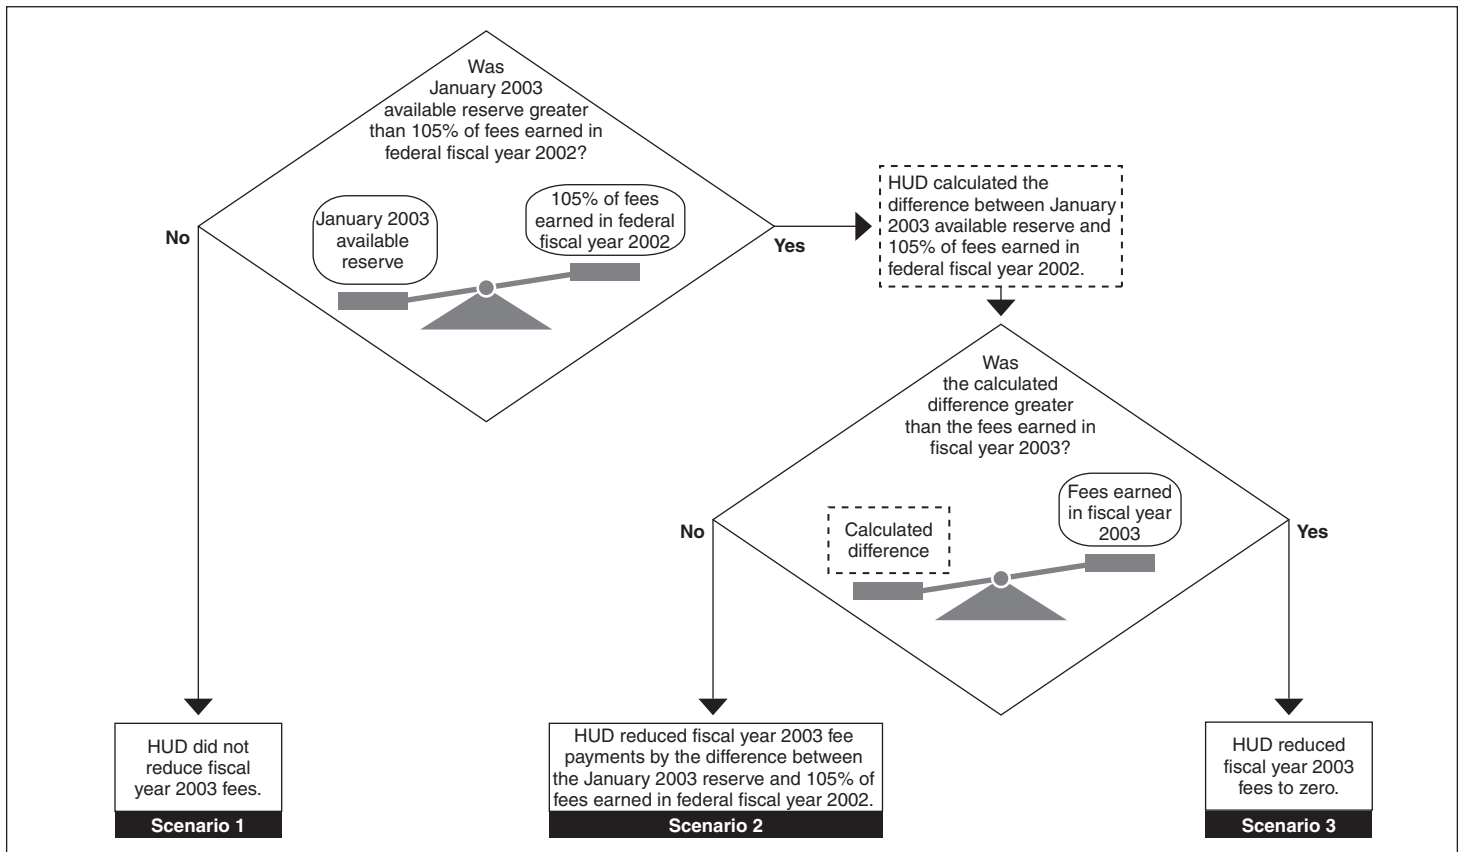 Was
January 2003
available reserve greater
than 105% of fees earned in
federal fiscal year 2002?
January 2003
available
reserve
105% of fees
earned in federal
fiscal year 2002
No
Yes
HUD calculated the
difference between January
2003 available reserve and
105% of fees earned in
federal fiscal year 2002.
Was
the calculated
difference greater
than the fees earned in
fiscal year 2003?
Calculated
difference
Fees earned
in fiscal year
2003
No
Yes
HUD did not
reduce fiscal
year 2003 fees.
Scenario 1
HUD reduced fiscal year 2003 fee
payments by the difference between
the January 2003 reserve and 105% of
fees earned in federal fiscal year 2002.
Scenario 2
HUD reduced
fiscal year 2003
fees to zero.
Scenario 3